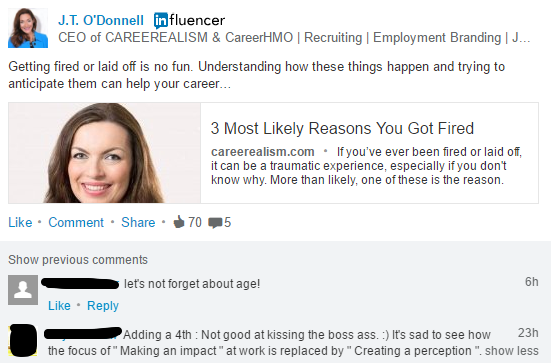 J.T. O'Donnell influencer
CEO of CAREEREALISM & CareerHMO | Recruiting | Employment Branding | J...
Getting fired or laid off is no fun. Understanding how these things happen and trying to
anticipate them can help your career...
3 Most Likely Reasons You Got Fired
careerealism.com • If you've ever been fired or laid off,
it can be a traumatic experience, especially if you don't
know why. More than likely, one of these is the reason.
Like • Comment • Share • 70 5
Show previous comments
let's not forget about age! 6h
Like • Reply
Adding a 4th : Not good at kissing the boss ass. :) It's sad to see how 23h
the focus of " Making an impact " at work is replaced by " Creating a perception ". show less